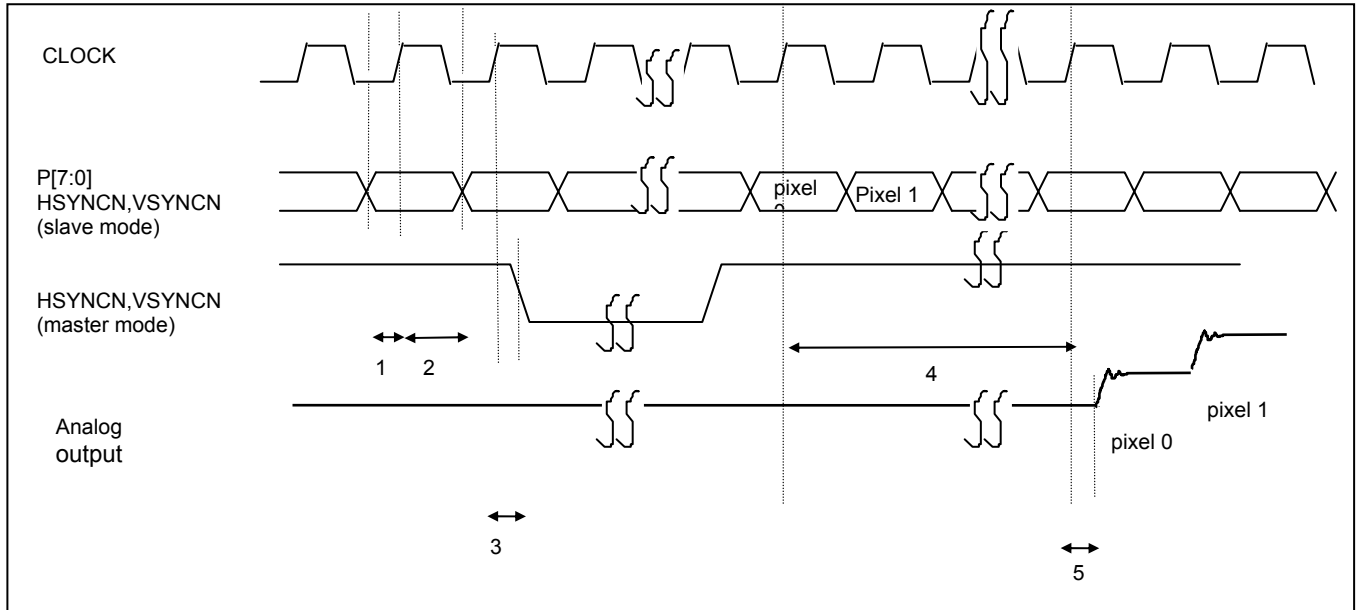 CLOCK
P[7:0]
HSYNCN,VSYNCN
(slave mode)
pixel
Pixel 1
HSYNCN,VSYNCN
(master mode)
1
2
4
Analog
output
pixel 0
pixel 1
3
5